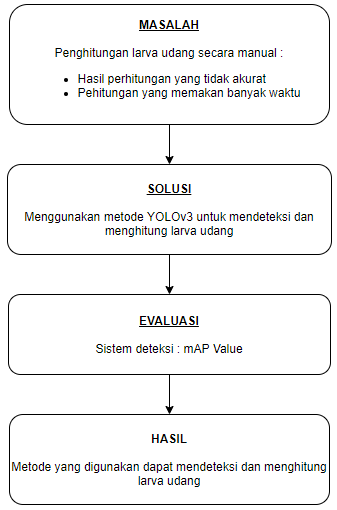 MASALAH
Penghitungan larva udang secara manual :
• Hasil perhitungan yang tidak akurat
• Pehitungan yang memakan banyak waktu
SOLUSI
Menggunakan metode YOLOv3 untuk mendeteksi dan
menghitung larva udang
EVALUASI
Sistem deteksi : mAP Value
HASIL
Metode yang digunakan dapat mendeteksi dan menghitung
larva udang